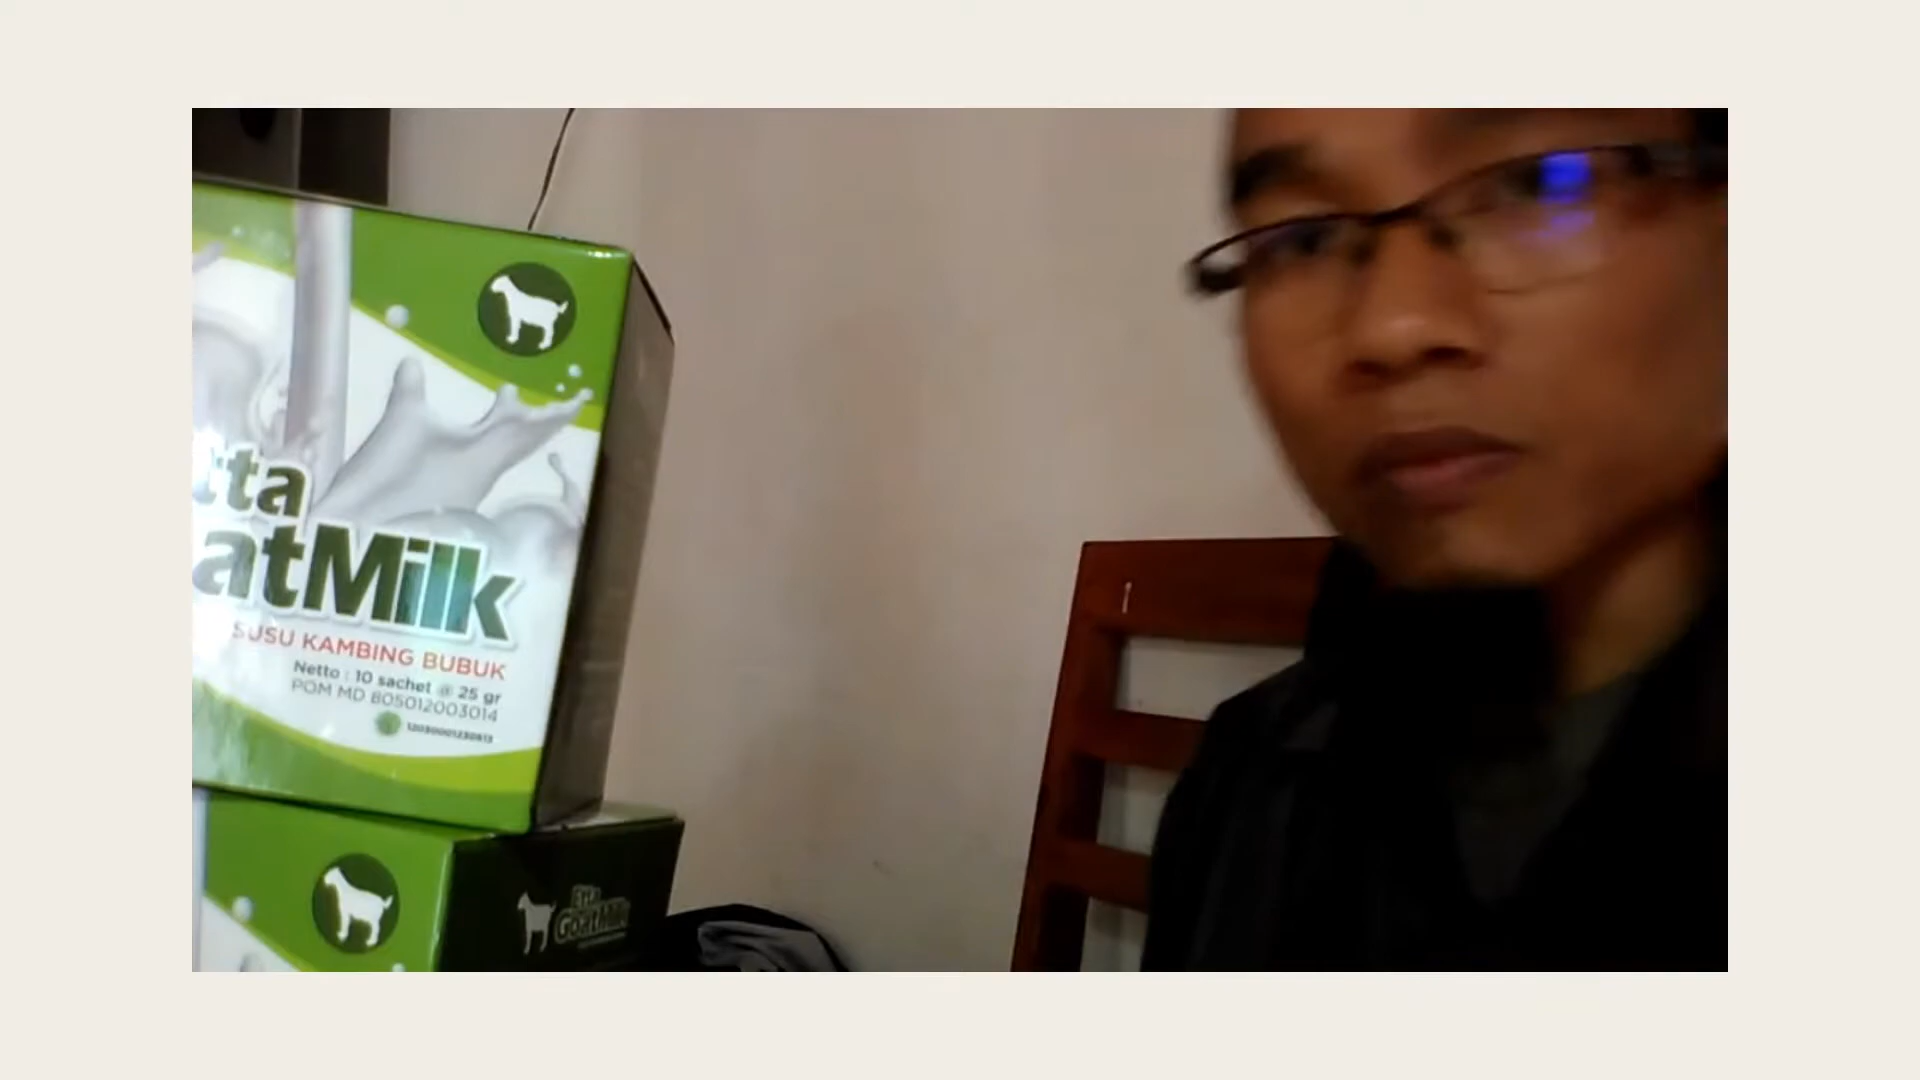 tta
atMilk
SUSU KAMBING BUBUK
Netto : 10 sachet @ 25 gr
POM MD 805012003014
Etta
GoatMilk